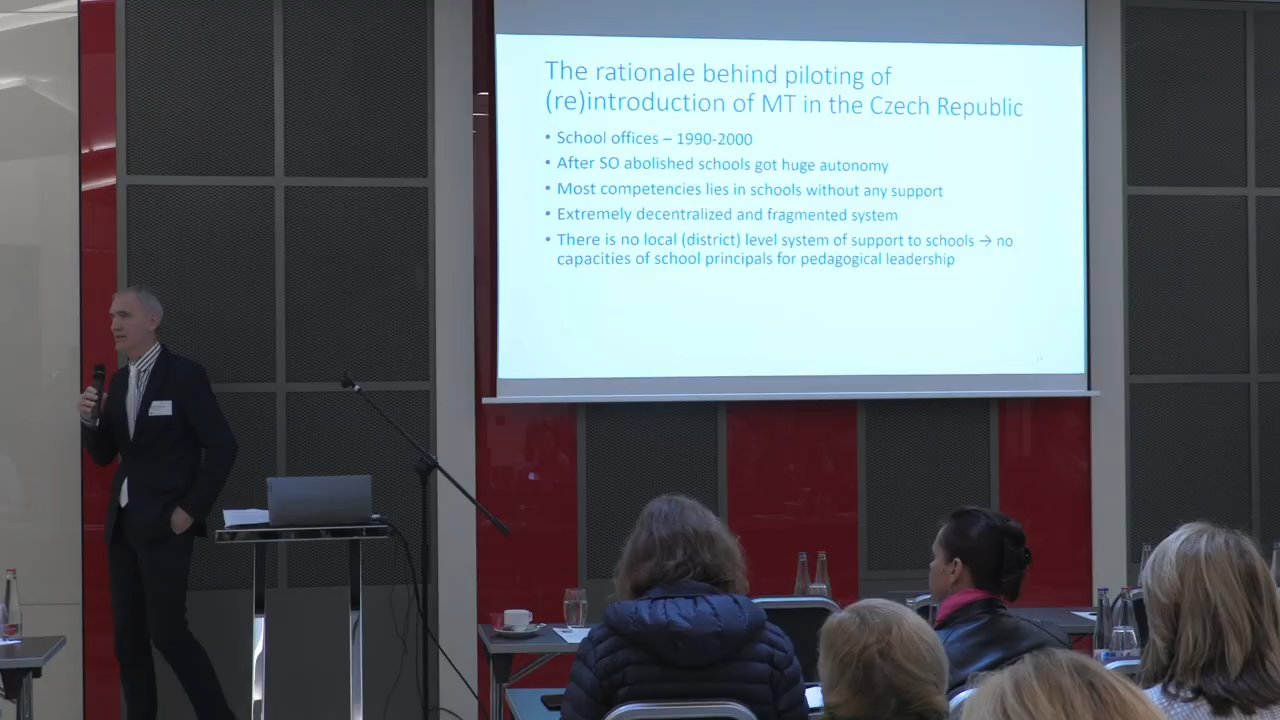 The rationale behind piloting of
(re)introduction of MT in the Czech Republic
• School offices – 1990-2000
• After SO abolished schools got huge autonomy
• Most competencies lies in schools without any support
• Extremely decentralized and fragmented system
• There is no local (district) level system of support to schools → no
capacities of school principals for pedagogical leadership